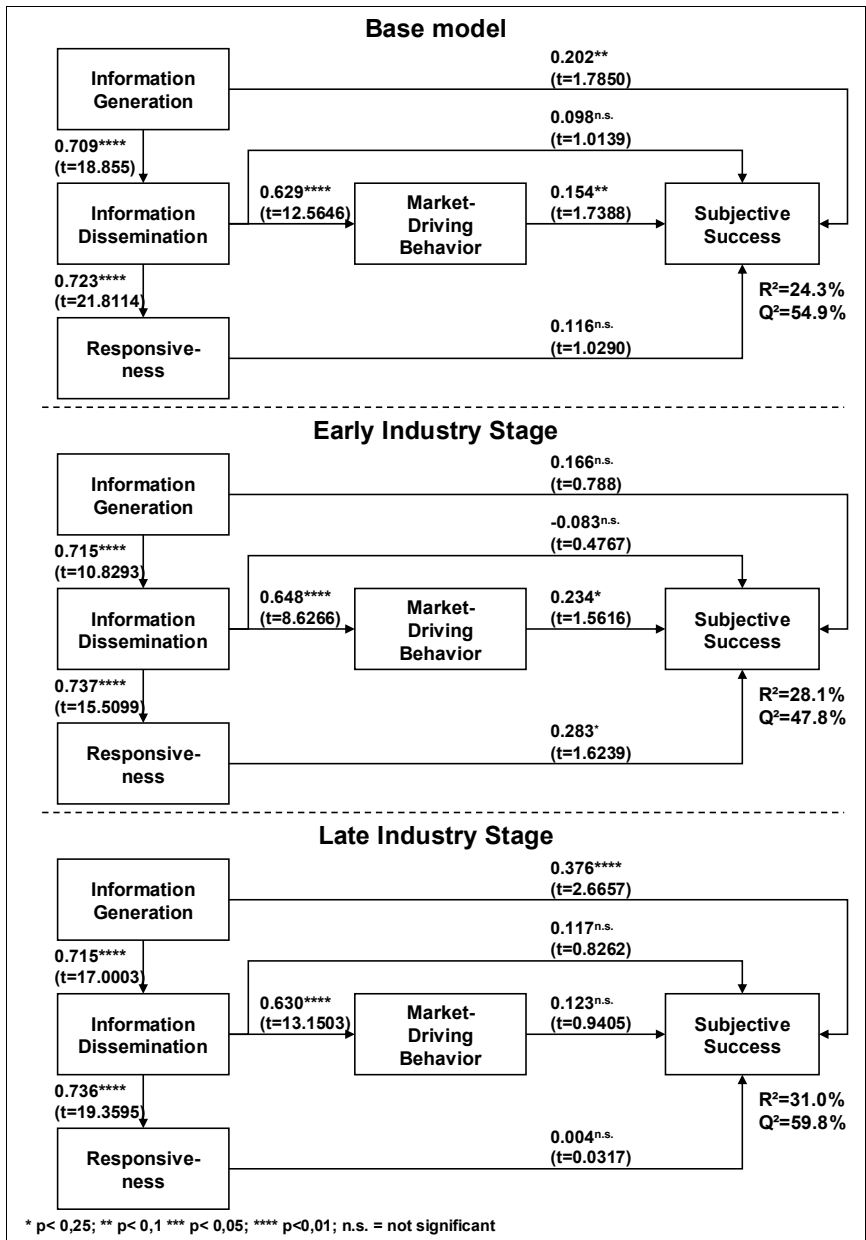 Base model
Information
Generation
0.202**
(t=1.7850)
0.709****
(t=18.855)
0.098n.s.
(t=1.0139)
Information
Dissemination
0.629****
(t=12.5646)
Market-
Driving
Behavior
0.154**
(t=1.7388)
Subjective
Success
0.723****
(t=21.8114)
R²=24.3%
Q²=54.9%
Responsive-
ness
0.116n.s.
(t=1.0290)
Early Industry Stage
Information
Generation
0.166n.s.
(t=0.788)
0.715****
(t=10.8293)
-0.083n.s.
(t=0.4767)
Information
Dissemination
0.648****
(t=8.6266)
Market-
Driving
Behavior
0.234*
(t=1.5616)
Subjective
Success
0.737****
(t=15.5099)
R²=28.1%
Q²=47.8%
Responsive-
ness
0.283*
(t=1.6239)
Late Industry Stage
Information
Generation
0.376****
(t=2.6657)
0.715****
(t=17.0003)
0.117n.s.
(t=0.8262)
Information
Dissemination
0.630****
(t=13.1503)
Market-
Driving
Behavior
0.123n.s.
(t=0.9405)
Subjective
Success
0.736****
(t=19.3595)
R²=31.0%
Q²=59.8%
Responsive-
ness
0.004n.s.
(t=0.0317)
* p< 0,25; ** p< 0,1 *** p< 0,05; **** p<0,01; n.s. = not significant